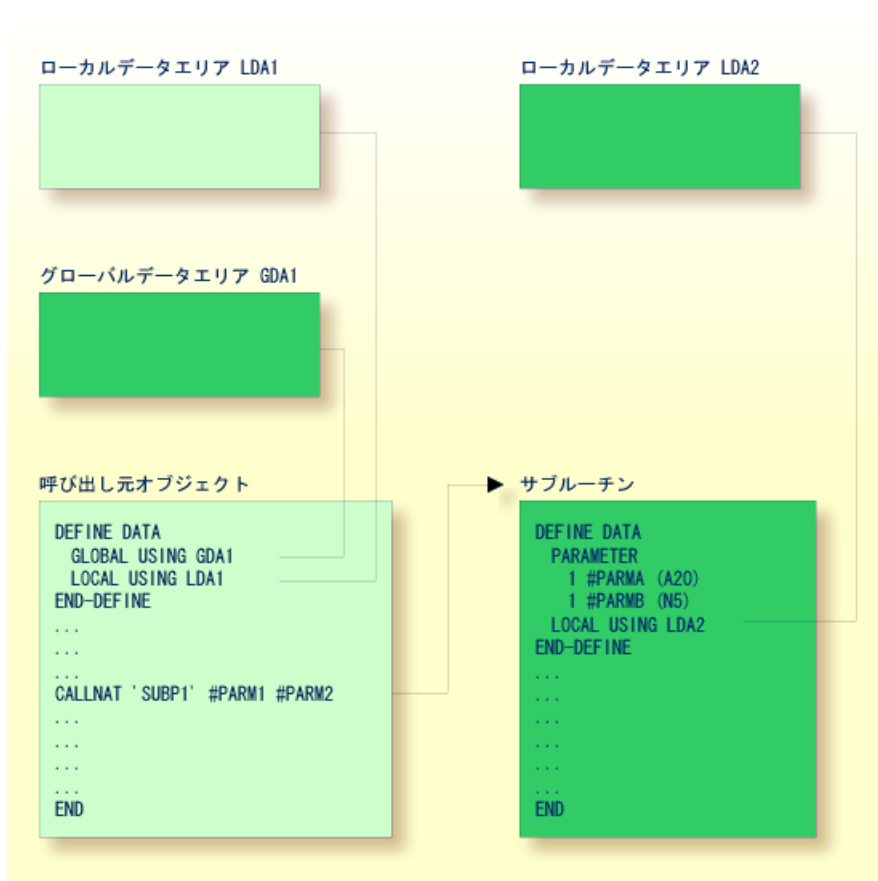 ローカルデータエリア LDA1
ローカルデータエリア LDA2
グローバルデータエリア GDA1
呼び出し元オブジェクト
DEFINE DATA
GLOBAL USING GDA1
LOCAL USING LDA1
END-DEFINE
...
...
...
CALLNAT 'SUBP1' #PARM1 #PARM2
...
...
...
...
END
サブルーチン
DEFINE DATA
PARAMETER
1 #PARMA (A20)
1 #PARMB (N5)
LOCAL USING LDA2
END-DEFINE
...
...
...
...
...
...
END